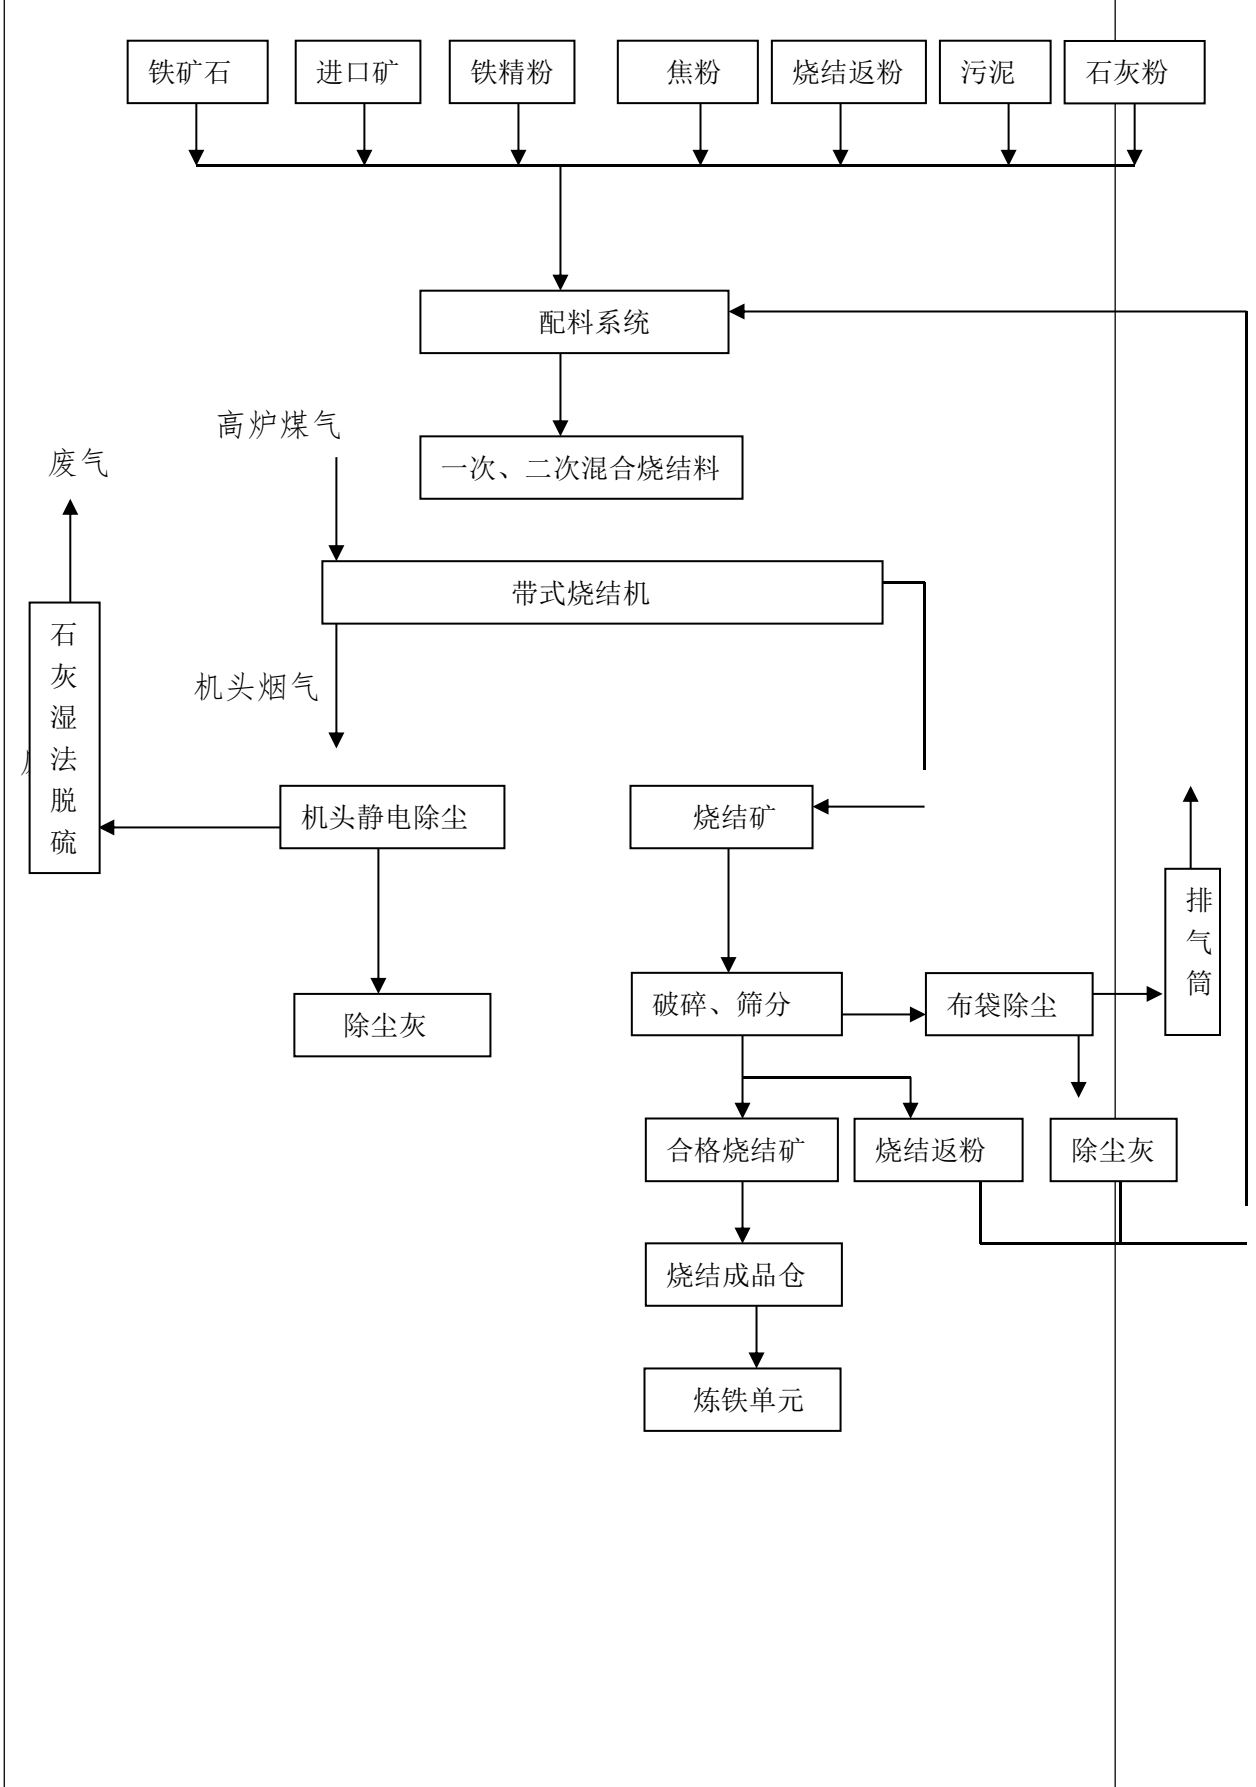 铁矿石 进口矿 铁精粉 焦粉 烧结返粉 污泥 石灰粉
配料系统
高炉煤气
废气
一次、二次混合烧结料
带式烧结机
石灰湿法脱硫
机头烟气
机头静电除尘
烧结矿
排气筒
破碎、筛分
布袋除尘
除尘灰
合格烧结矿
烧结返粉
除尘灰
烧结成品仓
炼铁单元